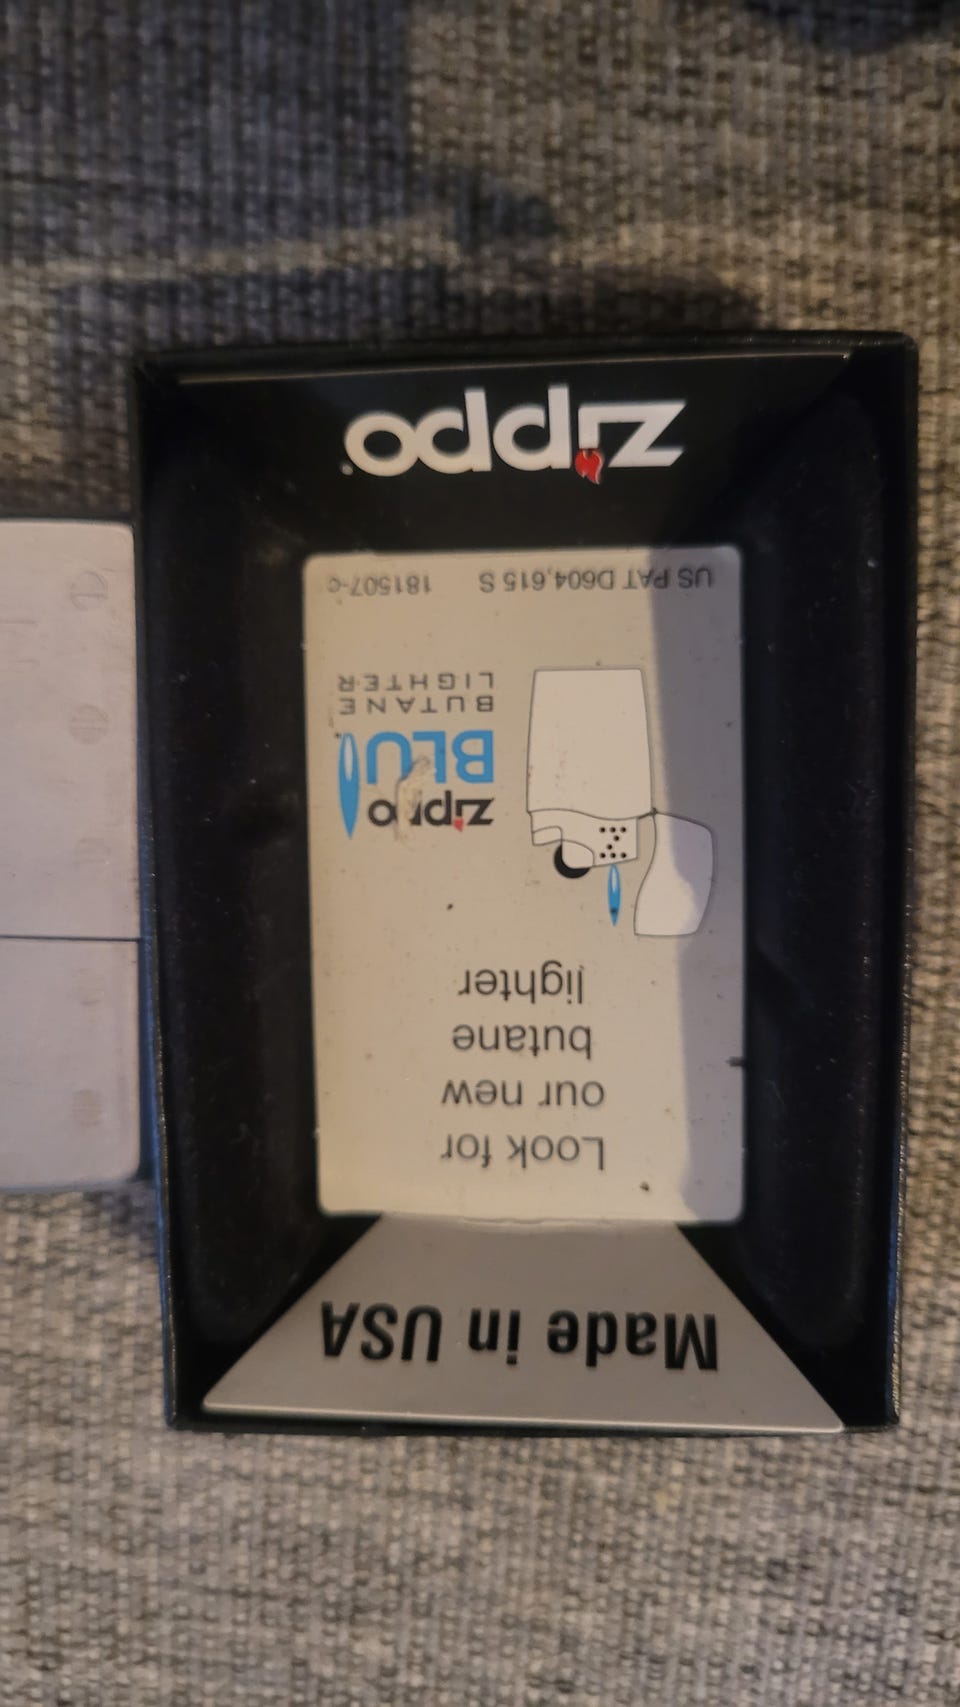 Made in USA
Look for
our new
butane
lighter
zippo
BLU
BUTANE
LIGHTER
US PAT D604,615 S 181507-c
zippo